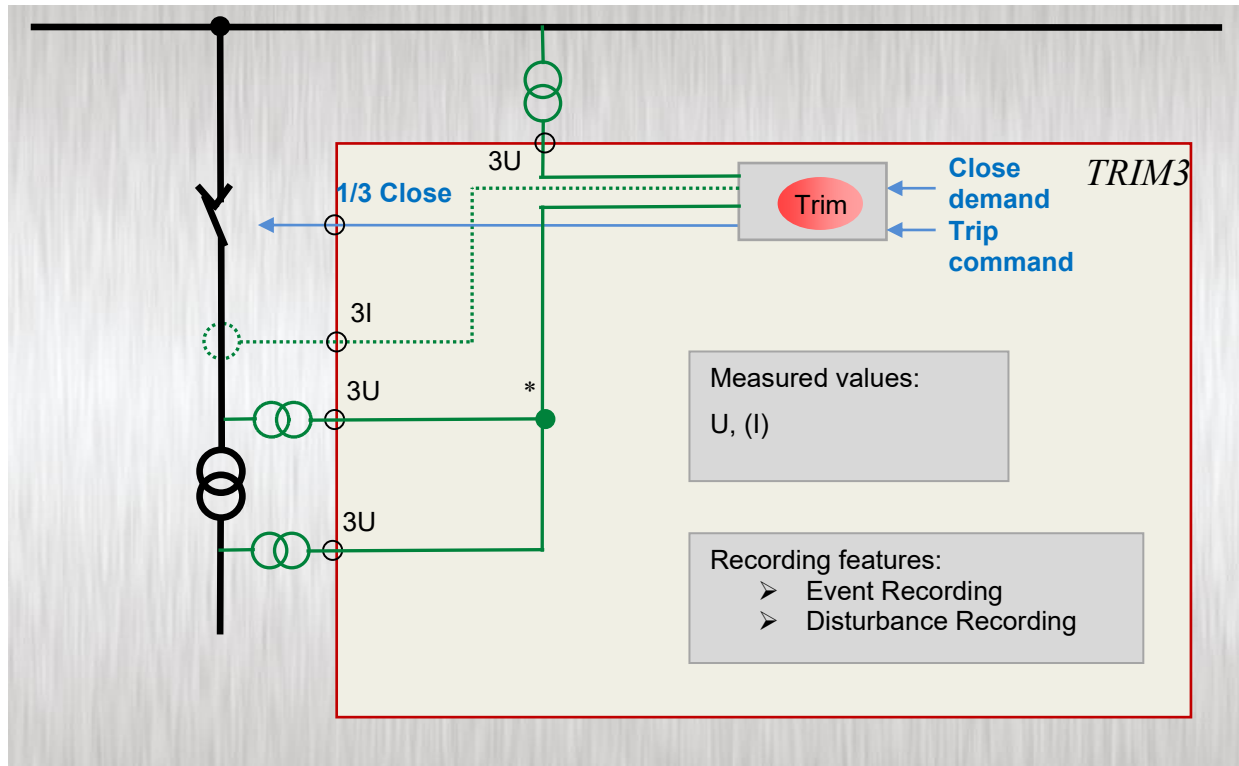 3U
TRIM3
1/3 Close
Trim
Close
demand
Trip
command
3I
3U
*
Measured values:
U, (I)
3U
Recording features:
➢ Event Recording
➢ Disturbance Recording